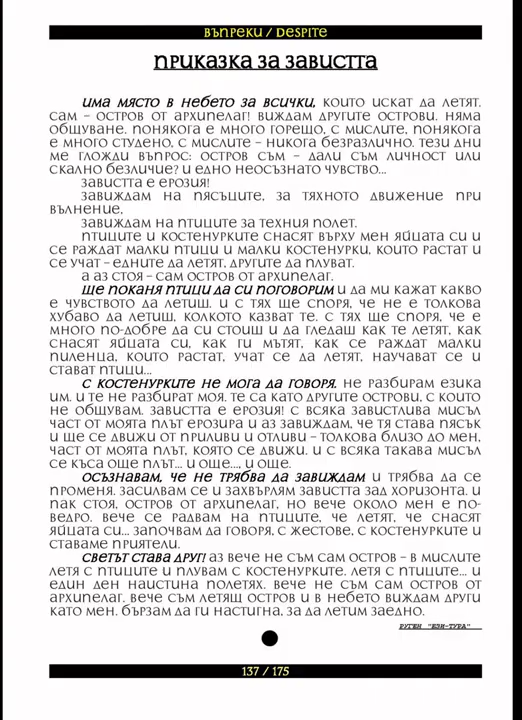 Въпреки / Despite
Приказка за завистта
Има място в небето за всички, които искат да летят.
Сам – остров от архипелаг! Виждам другите острови. Няма
общуване. Понякога е много горещо, с мислите, понякога
е много студено, с мислите – никога безразлично. Тези дни
ме гложди въпрос: остров съм – дали съм личност или
скално безличие? И едно неосъзнато чувство...
Завистта е ерозия!
Завиждам на пясъците, за тяхното движение при
вълнение.
Завиждам на птиците за техния полет.
Птиците и костенурките снасят върху мен яйцата си и
се раждат малки птици и малки костенурки, които растат и
се учат – едните да летят, другите да плуват.
А аз стоя – сам остров от архипелаг.
Ще поканя птици да си поговорим и да ми кажат какво
е чувството да летиш. И с тях ще споря, че не е толкова
хубаво да летиш, колкото казват те. С тях ще споря, че е
много по-добре да си стоиш и да гледаш как те летят, как
снасят яйцата си, как ги мътят, как се раждат малки
пиленца, които растат, учат се да летят, научават се и
стават птици...
С костенурките не мога да говоря, не разбирам езика
им. И те не разбират моя. Те са като другите острови, с които
не общувам. Завистта е ерозия! С всяка завистлива мисъл
част от моята плът ерозира и аз завиждам, че тя става пясък
и ще се движи от приливи и отливи – толкова близо до мен,
част от моята плът, която се движи. И с всяка такава мисъл
се къса още плът... и още..., и още.
Осъзнавам, че не трябва да завиждам и трябва да се
променя. Засилвам се и захвърлям завистта зад хоризонта. И
пак стоя, остров от архипелаг, но вече около мен е по-
ведро. Вече се радвам на птиците, че летят, че снасят
яйцата си... Започвам да говоря, с жестове, с костенурките и
ставаме приятели.
Светът става друг! Аз вече не съм сам остров – в мислите
летя с птиците и плувам с костенурките. Летя с птиците... И
един ден наистина полетях. Вече не съм сам остров от
архипелаг. Вече съм летящ остров и в небето виждам други
като мен. Бързам да ги настигна, за да летим заедно.
Руген "Ези-тура"
137 / 175